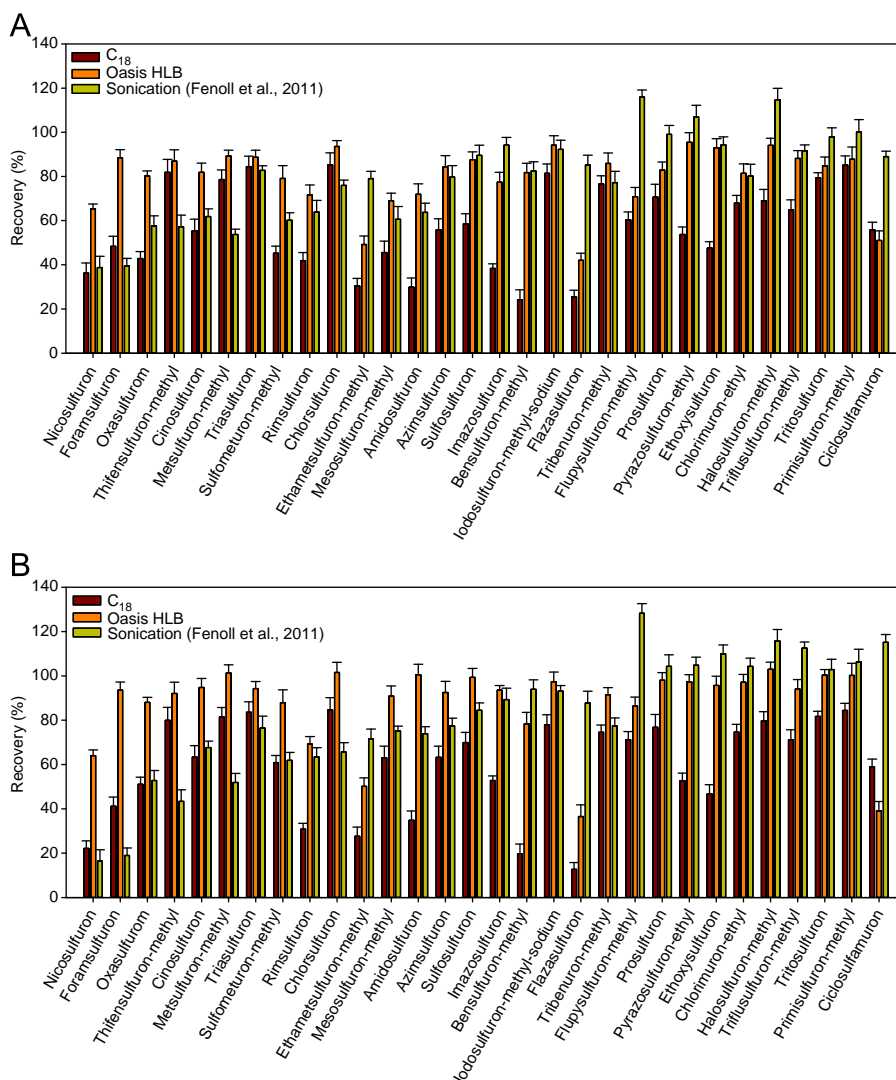 A
140
120
100
80
60
40
20
0
Recovery (%)
C18
Oasis HLB
Sonication (Fenoll et al., 2011)
Nicosulfuron
Foramsulfuron
Oxasulfurom
Thifensulfuron-methyl
Cinosulfuron
Metsulfuron-methyl
Triasulfuron
Sulfometuron-methyl
Rimsulfuron
Chlorsulfuron
Ethametsulfuron-methyl
Mesosulfuron-methyl
Amidosulfuron
Azimsulfuron
Sulfosulfuron
Imazosulfuron
Bensulfuron-methyl
Iodosulfuron-methyl-sodium
Flazasulfuron
Tribenuron-methyl
Flupysulfuron-methyl
Prosulfuron
Pyrazosulfuron-ethyl
Ethoxysulfuron
Chlorimuron-ethyl
Halosulfuron-methyl
Triflusulfuron-methyl
Tritosulfuron
Primisulfuron-methyl
Ciclosulfamuron
B
140
120
100
80
60
40
20
0
Recovery (%)
C18
Oasis HLB
Sonication (Fenoll et al., 2011)
Nicosulfuron
Foramsulfuron
Oxasulfurom
Thifensulfuron-methyl
Cinosulfuron
Metsulfuron-methyl
Triasulfuron
Sulfometuron-methyl
Rimsulfuron
Chlorsulfuron
Ethametsulfuron-methyl
Mesosulfuron-methyl
Amidosulfuron
Azimsulfuron
Sulfosulfuron
Imazosulfuron
Bensulfuron-methyl
Iodosulfuron-methyl-sodium
Flazasulfuron
Tribenuron-methyl
Flupysulfuron-methyl
Prosulfuron
Pyrazosulfuron-ethyl
Ethoxysulfuron
Chlorimuron-ethyl
Halosulfuron-methyl
Triflusulfuron-methyl
Tritosulfuron
Primisulfuron-methyl
Ciclosulfamuron